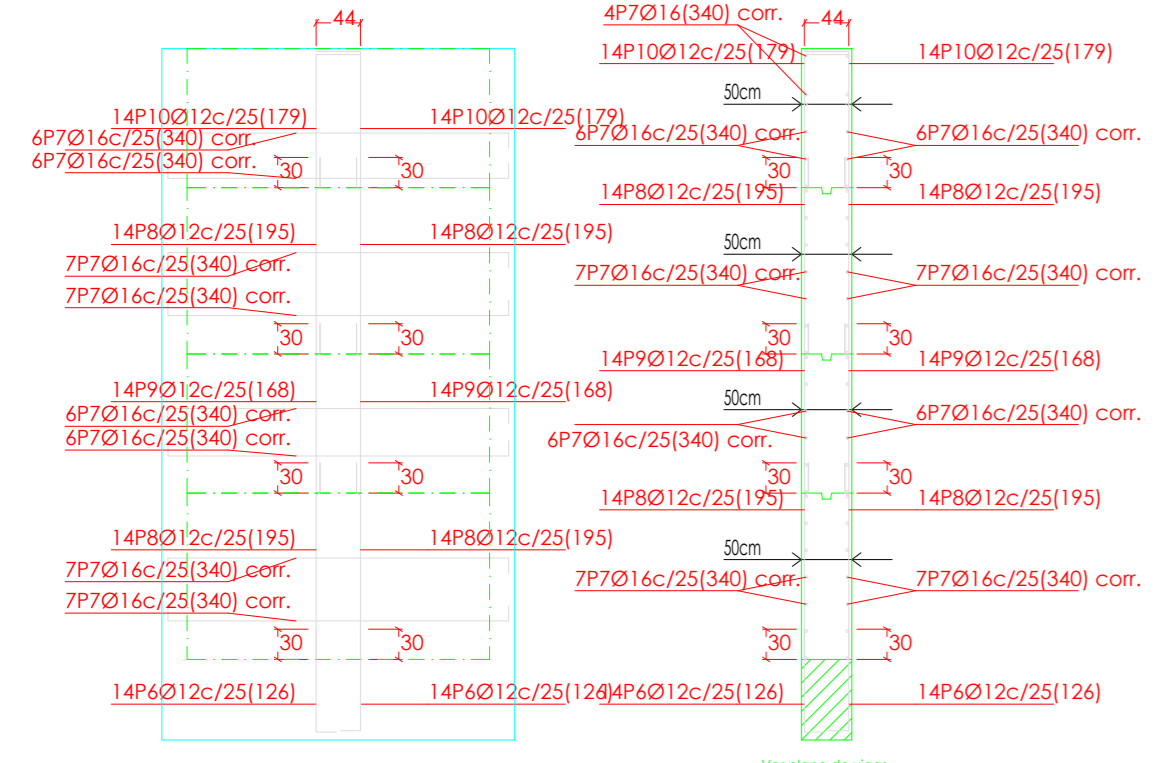 44
14P10Ø12c/25(179)
14P10Ø12c/25(179)
6P7Ø16c/25(340) corr.
6P7Ø16c/25(340) corr.
30
30
14P8Ø12c/25(195)
14P8Ø12c/25(195)
7P7Ø16c/25(340) corr.
7P7Ø16c/25(340) corr.
30
30
14P9Ø12c/25(168)
14P9Ø12c/25(168)
6P7Ø16c/25(340) corr.
6P7Ø16c/25(340) corr.
30
30
14P8Ø12c/25(195)
14P8Ø12c/25(195)
7P7Ø16c/25(340) corr.
7P7Ø16c/25(340) corr.
30
30
14P6Ø12c/25(126)
14P6Ø12c/25(126)
4P7Ø16(340) corr.
44
14P10Ø12c/25(179)
14P10Ø12c/25(179)
50cm
6P7Ø16c/25(340) corr.
6P7Ø16c/25(340) corr.
30
30
14P8Ø12c/25(195)
14P8Ø12c/25(195)
50cm
7P7Ø16c/25(340) corr.
7P7Ø16c/25(340) corr.
30
30
14P9Ø12c/25(168)
14P9Ø12c/25(168)
50cm
6P7Ø16c/25(340) corr.
6P7Ø16c/25(340) corr.
30
30
14P8Ø12c/25(195)
14P8Ø12c/25(195)
50cm
7P7Ø16c/25(340) corr.
7P7Ø16c/25(340) corr.
30
30
14P6Ø12c/25(126)
14P6Ø12c/25(126)